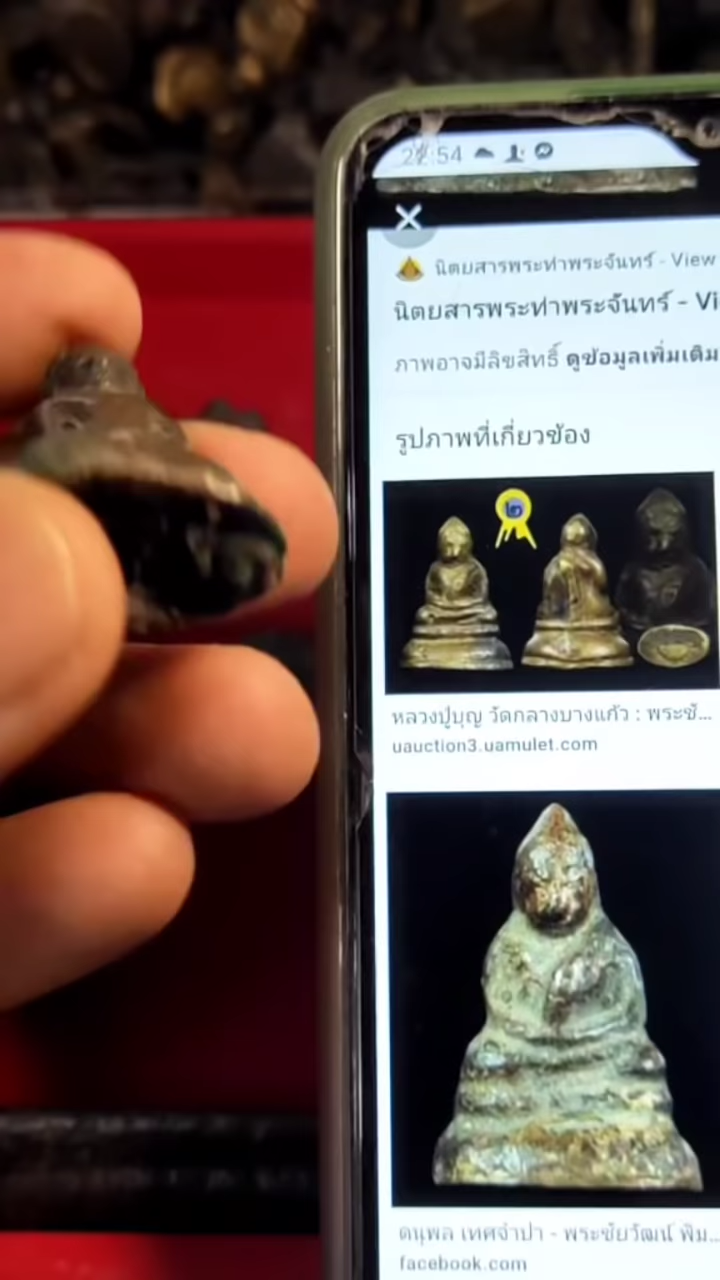 22:54
นิตยสารพระท่าพระจันทร์ - View
นิตยสารพระท่าพระจันทร์ - Vi
ภาพอาจมีลิขสิทธิ์ ดูข้อมูลเพิ่มเติม
รูปภาพที่เกี่ยวข้อง
หลวงปู่บุญ วัดกลางบางแก้ว : พระชั...
uauction3.uamulet.com
ดนุพล เทศจำปา - พระชัยวัฒน์ พิม...
facebook.com